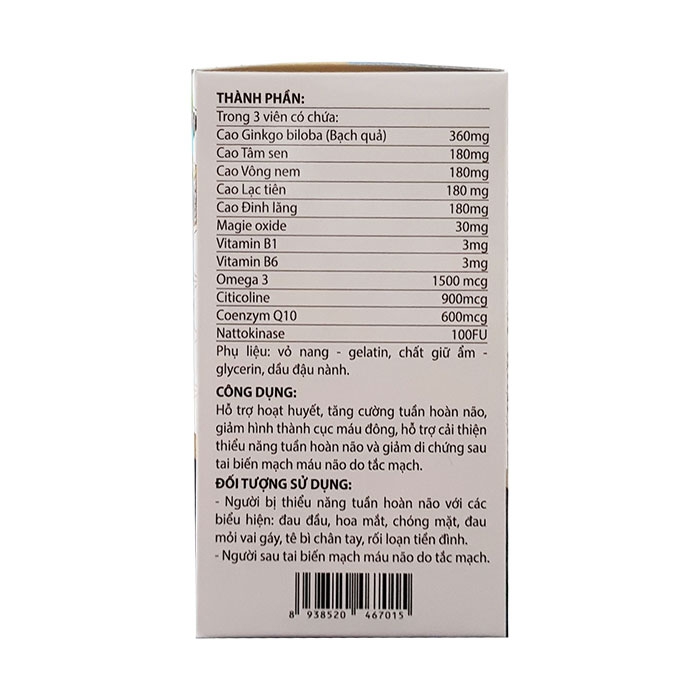 THÀNH PHẦN:
Trong 3 viên có chứa:
Cao Ginkgo biloba (Bạch quả) 360mg
Cao Tâm sen 180mg
Cao Vông nem 180mg
Cao Lạc tiên 180 mg
Cao Đinh lăng 180mg
Magie oxide 30mg
Vitamin B1 3mg
Vitamin B6 3mg
Omega 3 1500 mcg
Citicoline 900mcg
Coenzym Q10 600mcg
Nattokinase 100FU
Phụ liệu: vỏ nang - gelatin, chất giữ ẩm -
glycerin, dầu đậu nành.
CÔNG DỤNG:
Hỗ trợ hoạt huyết, tăng cường tuần hoàn não,
giảm hình thành cục máu đông, hỗ trợ cải thiện
thiểu năng tuần hoàn não và giảm di chứng sau
tai biến mạch máu não do tắc mạch.
ĐỐI TƯỢNG SỬ DỤNG:
- Người bị thiểu năng tuần hoàn não với các
biểu hiện: đau đầu, hoa mắt, chóng mặt, đau
mỏi vai gáy, tê bì chân tay, rối loạn tiền đình.
- Người sau tai biến mạch máu não do tắc mạch.
8 938520 467015